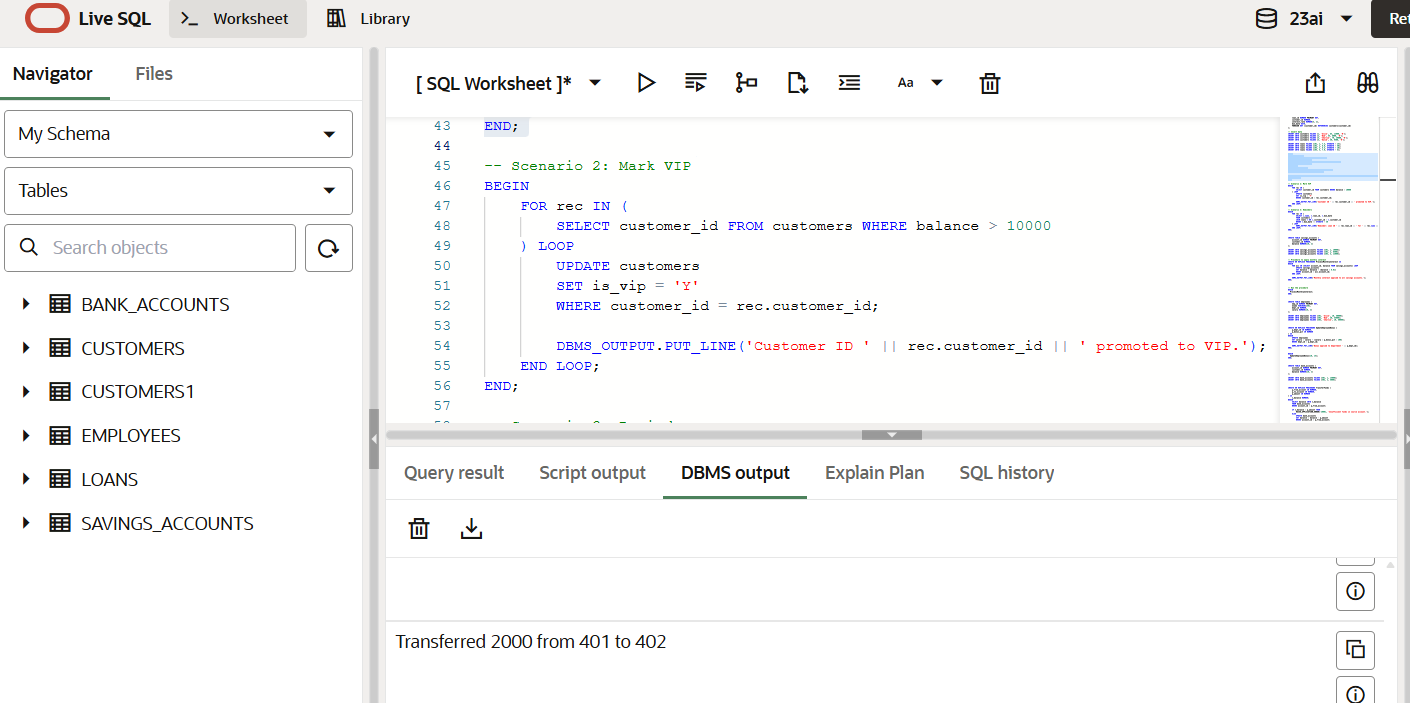 Live SQL
Worksheet
Library
23ai
Navigator
Files
My Schema
Tables
Search objects
BANK_ACCOUNTS
CUSTOMERS
CUSTOMERS1
EMPLOYEES
LOANS
SAVINGS_ACCOUNTS
[ SQL Worksheet ]*
Aa
43 END;
44
45 -- Scenario 2: Mark VIP
46 BEGIN
47 FOR rec IN (
48 SELECT customer_id FROM customers WHERE balance > 10000
49 ) LOOP
50 UPDATE customers
51 SET is_vip = 'Y'
52 WHERE customer_id = rec.customer_id;
53
54 DBMS_OUTPUT.PUT_LINE('Customer ID ' || rec.customer_id || ' promoted to VIP.');
55 END LOOP;
56 END;
57
Query result
Script output
DBMS output
Explain Plan
SQL history
Transferred 2000 from 401 to 402